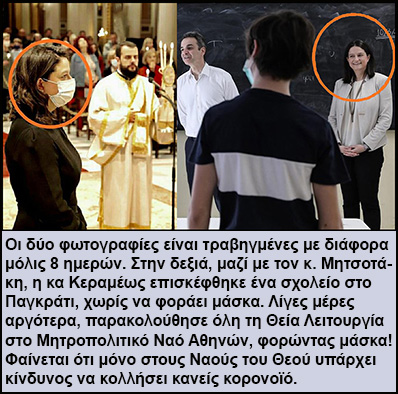 Οι δύο φωτογραφίες είναι τραβηγμένες με διάφορα
μόλις 8 ημερών. Στην δεξιά, μαζί με τον κ. Μητσοτά-
κη, η κα Κεραμέως επισκέφθηκε ένα σχολείο στο
Παγκράτι, χωρίς να φοράει μάσκα. Λίγες μέρες
αργότερα, παρακολούθησε όλη τη Θεία Λειτουργία
στο Μητροπολιτικό Ναό Αθηνών, φορώντας μάσκα!
Φαίνεται ότι μόνο στους Ναούς του Θεού υπάρχει
κίνδυνος να κολλήσει κανείς κορονοϊό.